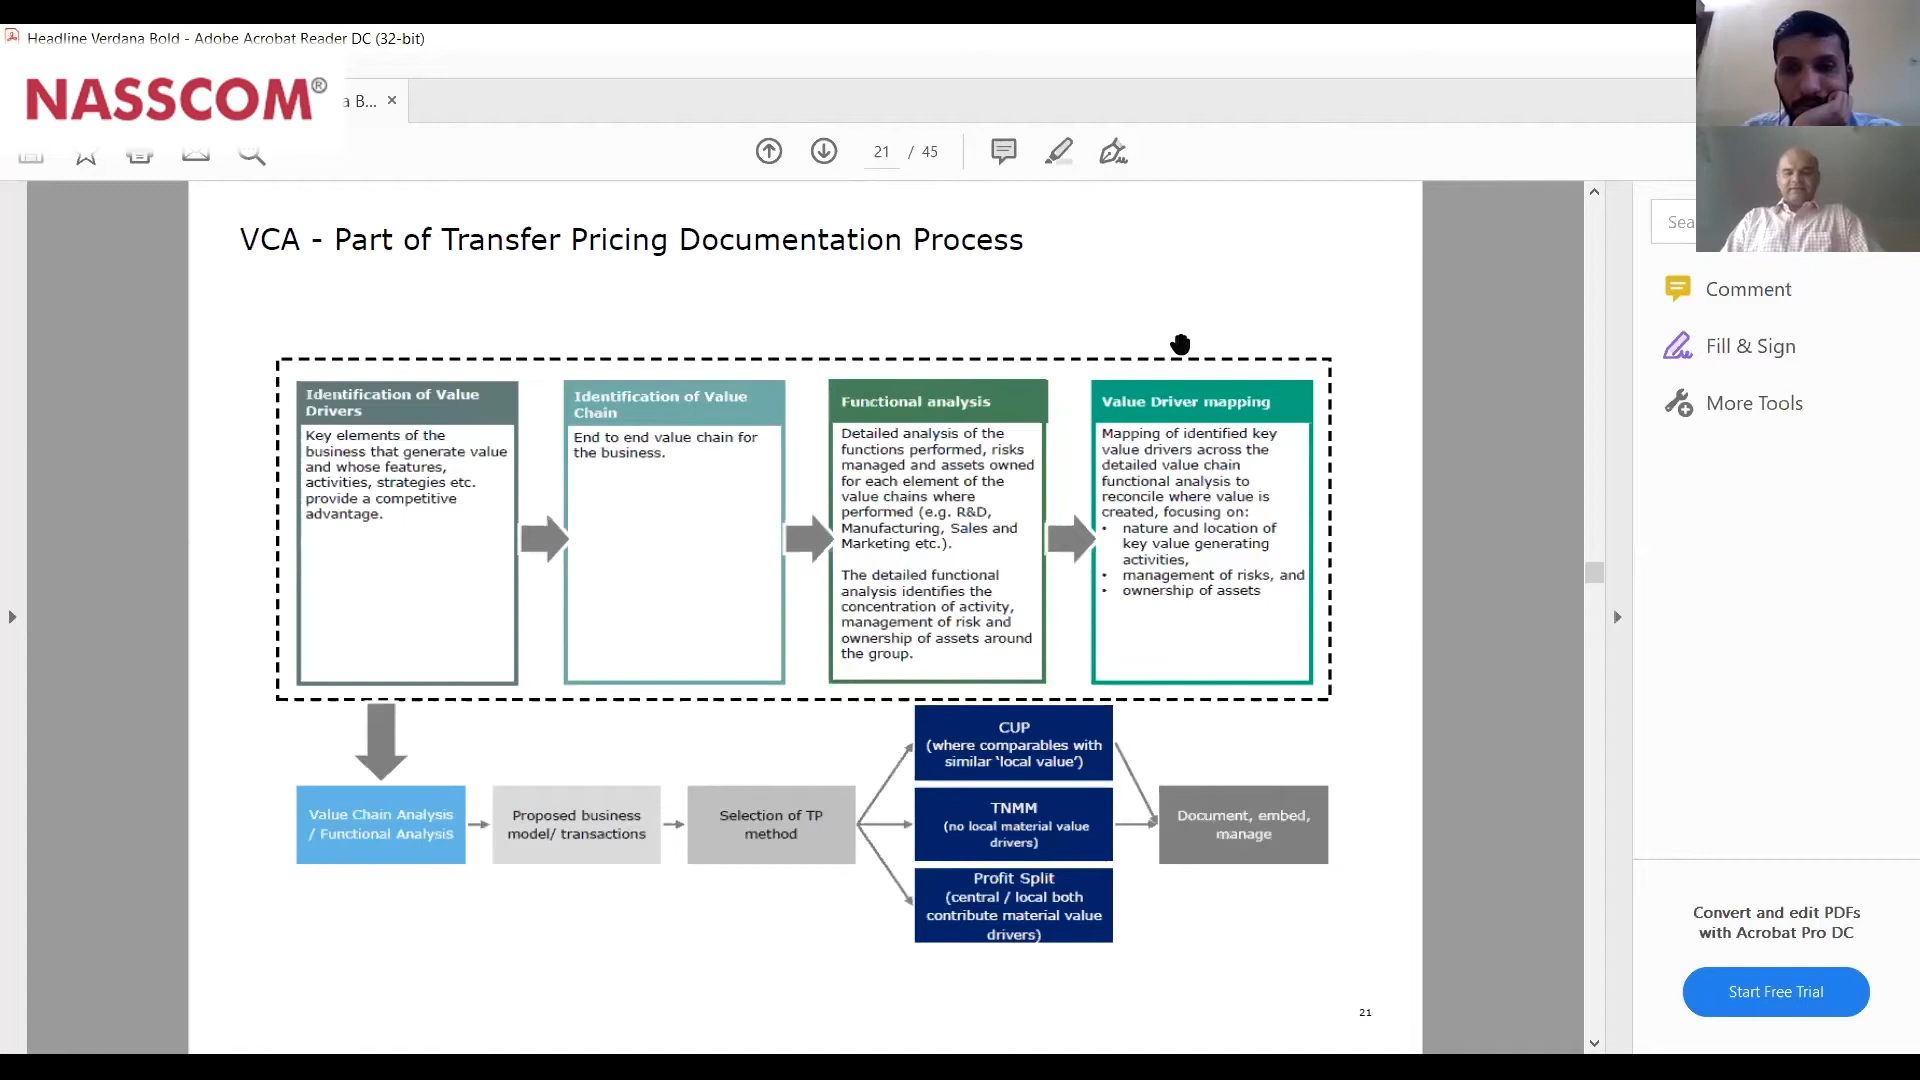 Headline Verdana Bold - Adobe Acrobat Reader DC (32-bit)
NASSCOM®
a B... ×
21 / 45
Sea
VCA - Part of Transfer Pricing Documentation Process
Identification of Value
Drivers
Key elements of the
business that generate value
and whose features,
activities, strategies etc.
provide a competitive
advantage.
Identification of Value
Chain
End to end value chain for
the business.
Functional analysis
Detailed analysis of the
functions performed, risks
managed and assets owned
for each element of the
value chains where
performed (e.g. R&D,
Manufacturing, Sales and
Marketing etc.).
The detailed functional
analysis identifies the
concentration of activity,
management of risk and
ownership of assets around
the group.
Value Driver mapping
Mapping of identified key
value drivers across the
detailed value chain
functional analysis to
reconcile where value is
created, focusing on:
• nature and location of
key value generating
activities,
• management of risks, and
• ownership of assets
Value Chain Analysis
/ Functional Analysis
Proposed business
model/ transactions
Selection of TP
method
CUP
(where comparables with
similar ‘local value’)
TNMM
(no local material value
drivers)
Profit Split
(central / local both
contribute material value
drivers)
Document, embed,
manage
21
Comment
Fill & Sign
More Tools
Convert and edit PDFs
with Acrobat Pro DC
Start Free Trial